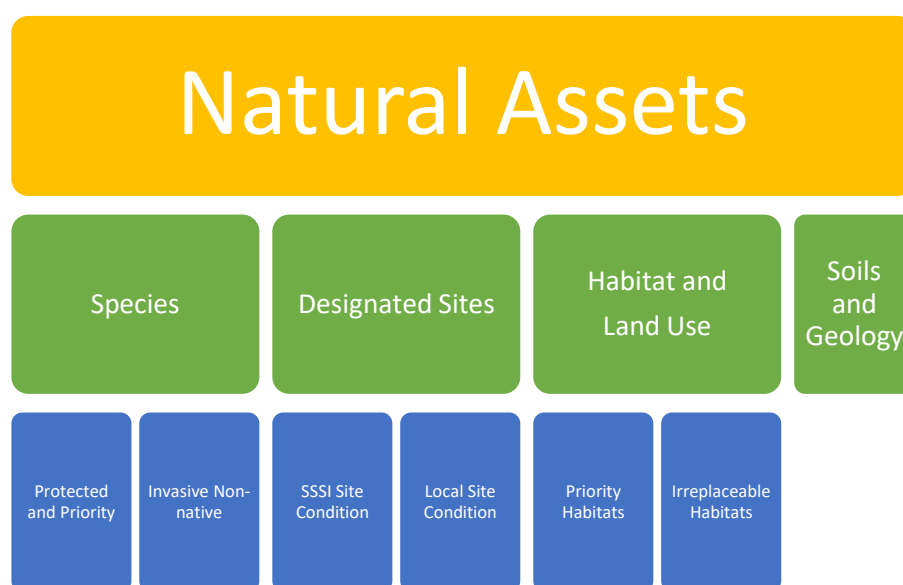 Natural Assets
Species
Designated Sites
Habitat and
Land Use
Soils
and
Geology
Protected
and Priority
Invasive Non-
native
SSSI Site
Condition
Local Site
Condition
Priority
Habitats
Irreplaceable
Habitats